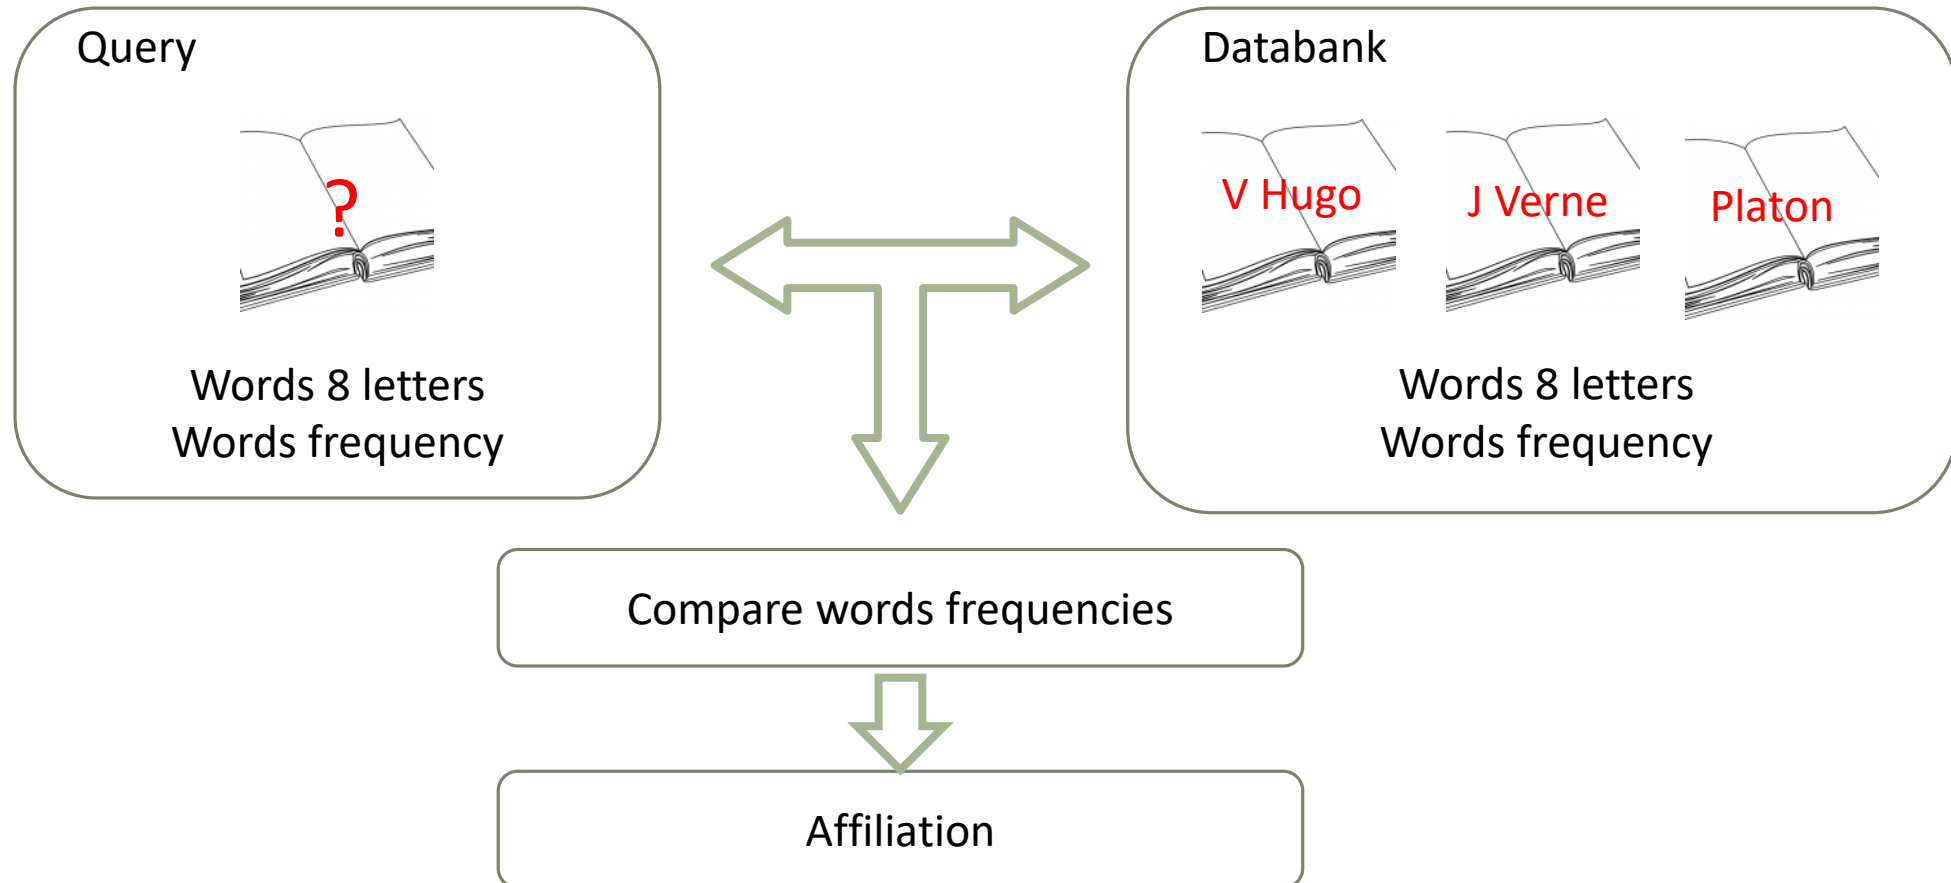 Query
?
Words 8 letters
Words frequency
Databank
V Hugo
J Verne
Platon
Words 8 letters
Words frequency
Compare words frequencies
Affiliation